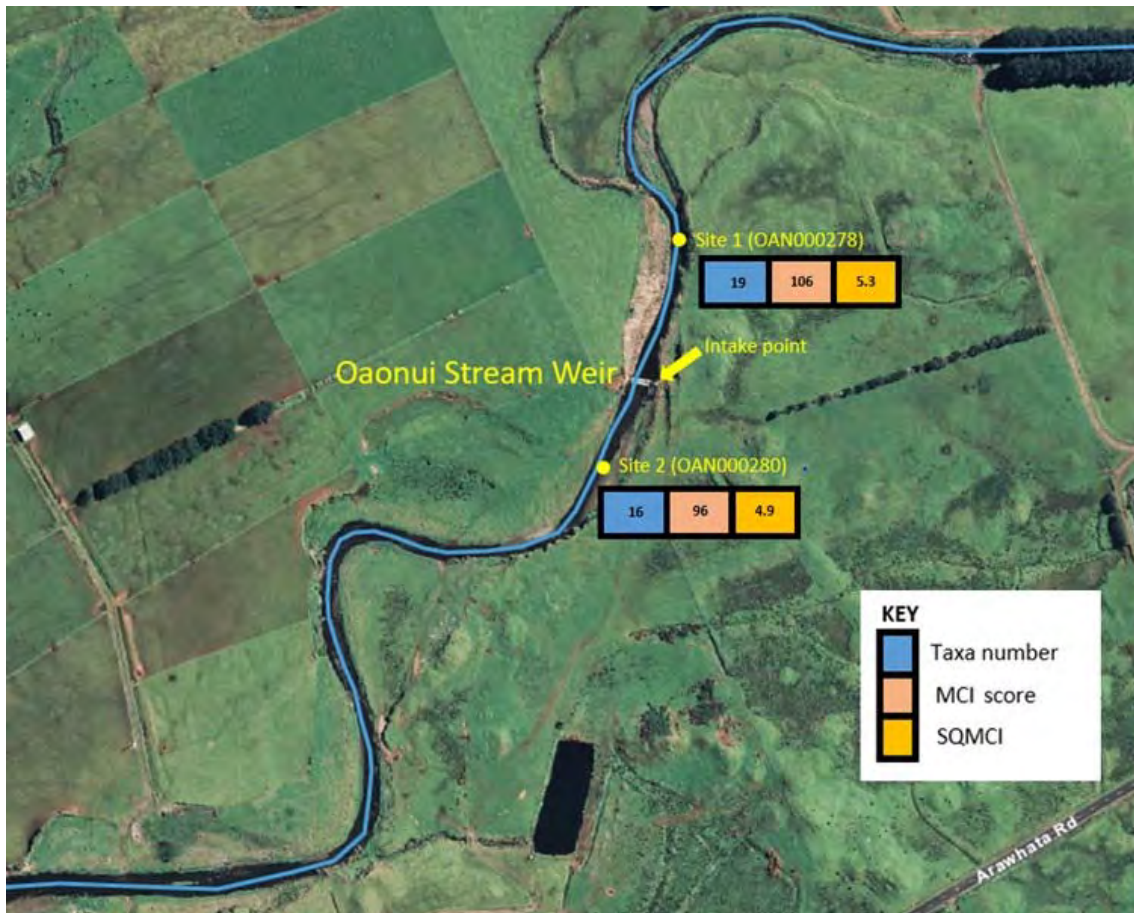 Site 1 (OAN000278)
19 106 5.3
Intake point
Oaonui Stream Weir
Site 2 (OAN000280)
16 96 4.9
KEY
Taxa number
MCI score
SQMCI
Arawhata Rd